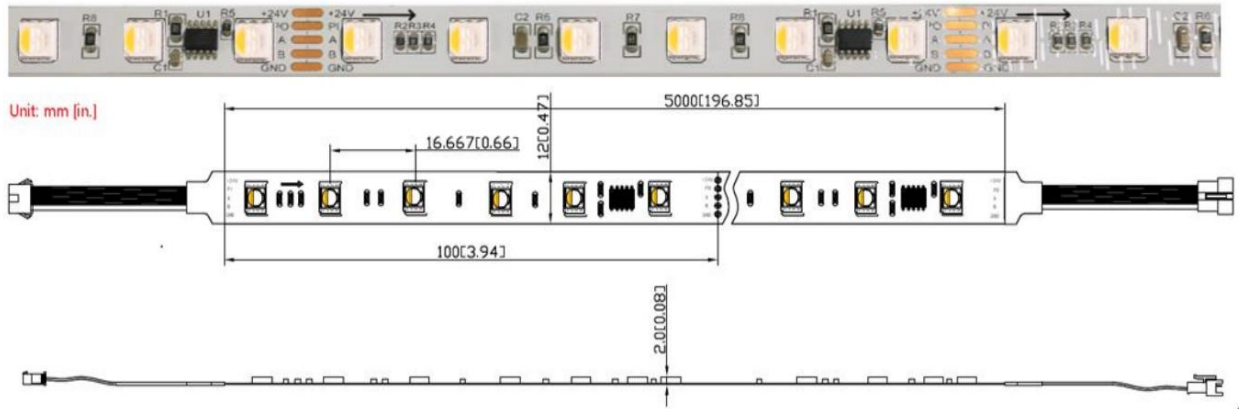 R8 R1 U1 R5 +24V +24V R2R3R4 C2 R6 R7 R8 R1 U1 R5 +24V R4 C2 R6
PI
A A A
B B B
C1 GND GND C1 GND
Unit: mm [in.]
5000[196.85]
16.667[0.66]
12[0.47]
100[3.94]
2.0[0.08]